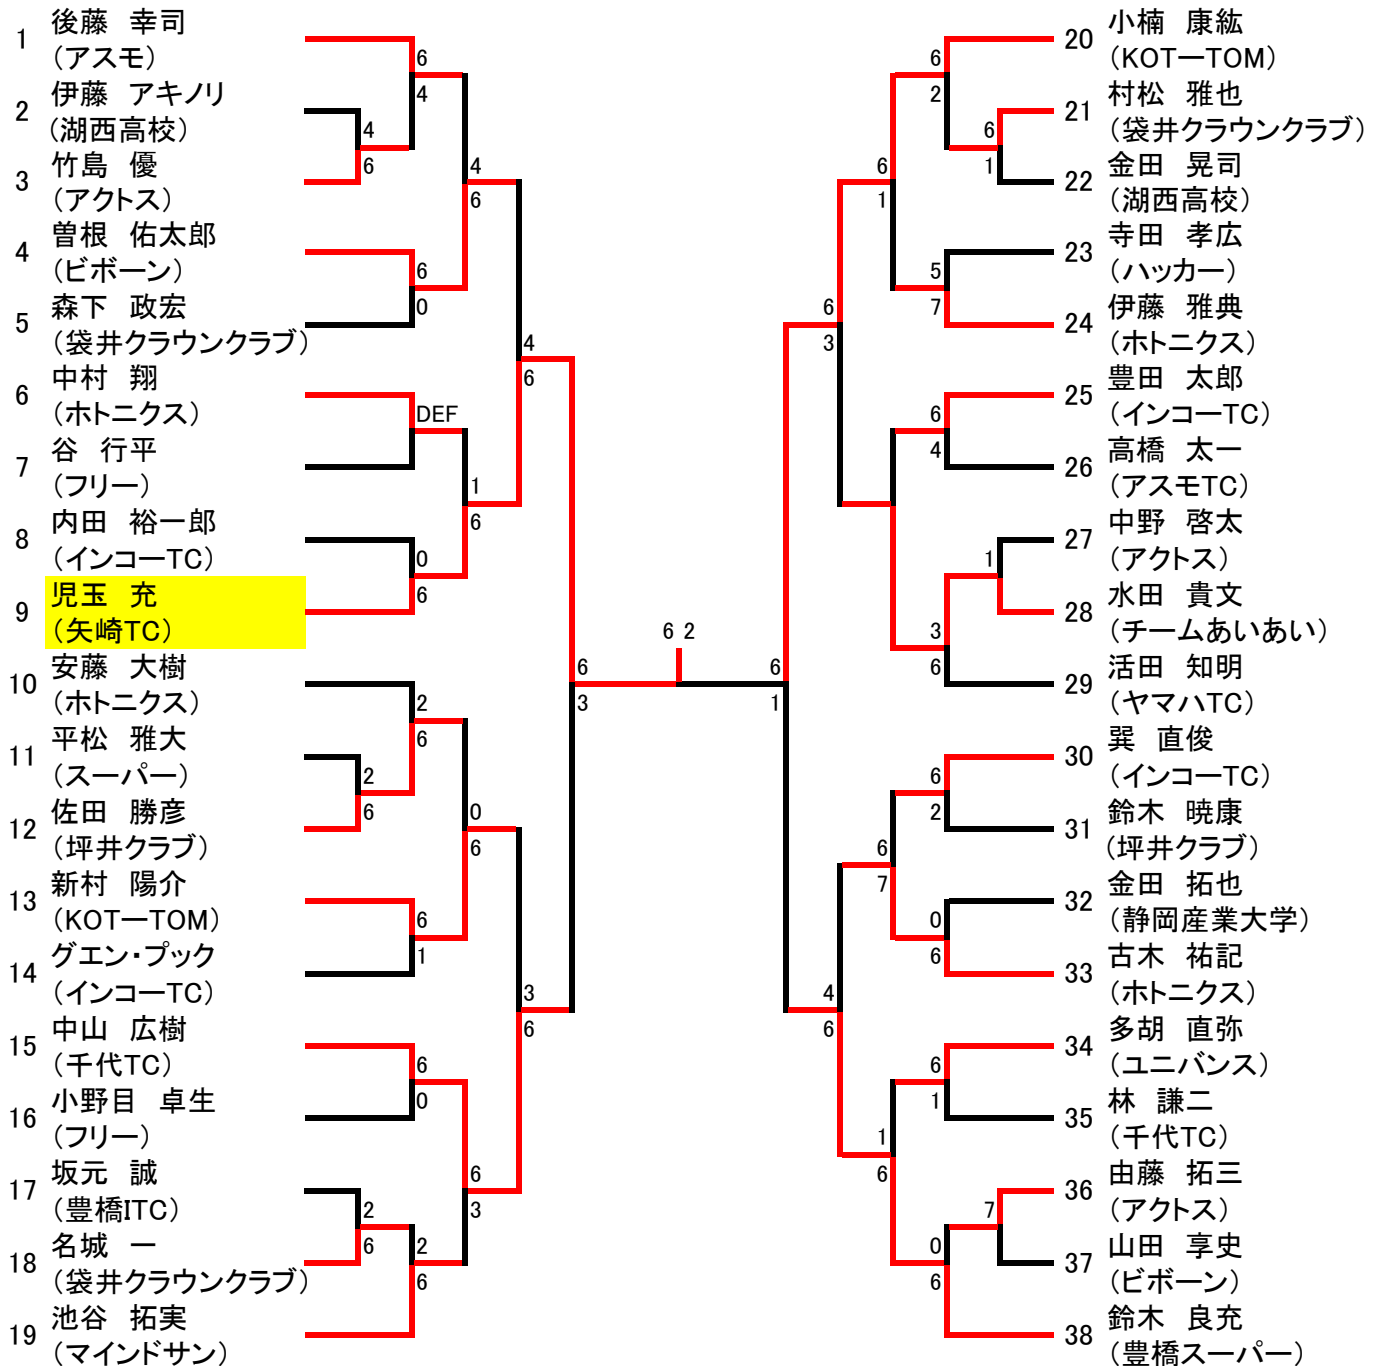 1 後藤 幸司
(アスモ)
2 伊藤 アキノリ
(湖西高校)
3 竹島 優
(アクトス)
4 曽根 佑太郎
(ビボーン)
5 森下 政宏
(袋井クラウンクラブ)
6 中村 翔
(ホトニクス)
7 谷 行平
(フリー)
8 内田 裕一郎
(インコーTC)
9 児玉 充
(矢崎TC)
10 安藤 大樹
(ホトニクス)
11 平松 雅大
(スーパー)
12 佐田 勝彦
(坪井クラブ)
13 新村 陽介
(KOTーTOM)
14 グエン・プック
(インコーTC)
15 中山 広樹
(千代TC)
16 小野目 卓生
(フリー)
17 坂元 誠
(豊橋ITC)
18 名城 一
(袋井クラウンクラブ)
19 池谷 拓実
(マインドサン)
4
6
2
6
2
6
6
4
6
0
DEF
0
6
2
6
6
1
6
0
2
6
4
6
1
6
0
6
6
3
4
6
3
6
6
3
6 2
6
1
6
3
4
6
6
1
6
7
1
6
6
2
5
7
6
4
3
6
6
2
0
6
6
1
0
6
6
1
1
7
20 小楠 康紘
(KOTーTOM)
21 村松 雅也
(袋井クラウンクラブ)
22 金田 晃司
(湖西高校)
23 寺田 孝広
(ハッカー)
24 伊藤 雅典
(ホトニクス)
25 豊田 太郎
(インコーTC)
26 高橋 太一
(アスモTC)
27 中野 啓太
(アクトス)
28 水田 貴文
(チームあいあい)
29 活田 知明
(ヤマハTC)
30 巽 直俊
(インコーTC)
31 鈴木 暁康
(坪井クラブ)
32 金田 拓也
(静岡産業大学)
33 古木 祐記
(ホトニクス)
34 多胡 直弥
(ユニバンス)
35 林 謙二
(千代TC)
36 由藤 拓三
(アクトス)
37 山田 享史
(ビボーン)
38 鈴木 良充
(豊橋スーパー)